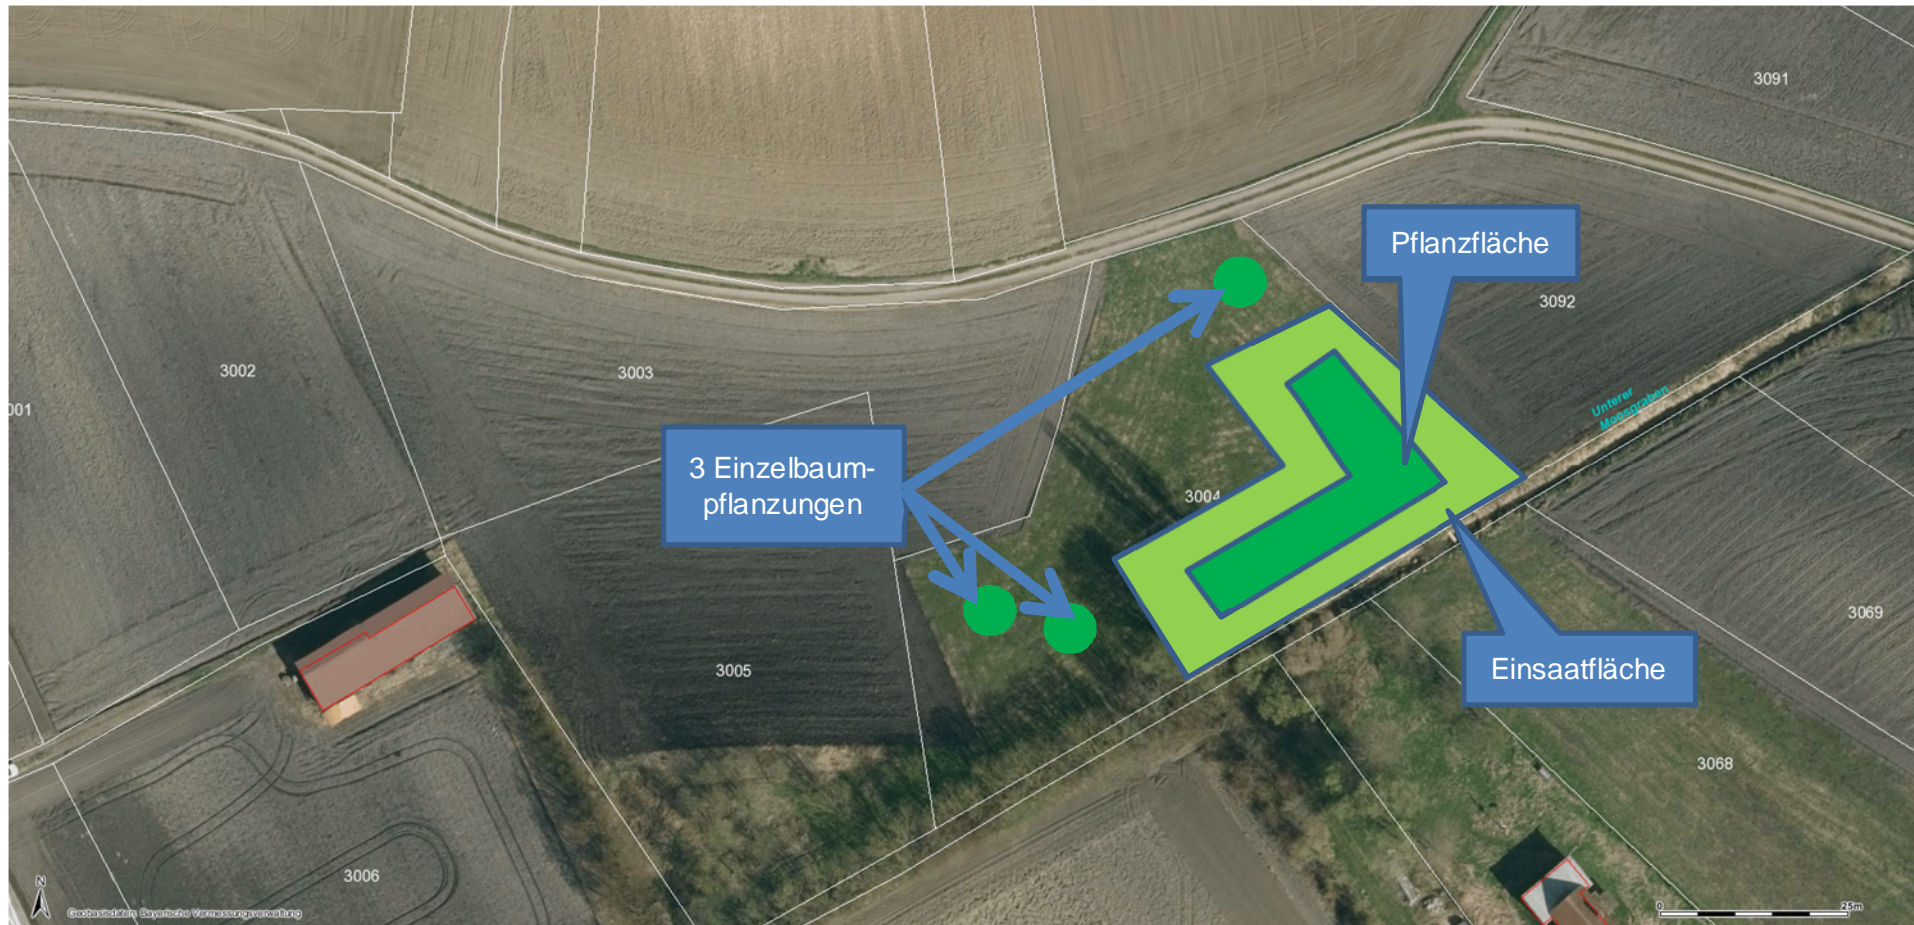 3091
Pflanzfläche
3092
3002
3003
001
Unterer
Moosgraben
3 Einzelbaum-
pflanzungen
3004
3069
3005
Einsaatfläche
3068
3006
N
Geobasisdaten: Bayerische Vermessungsverwaltung
0 25m